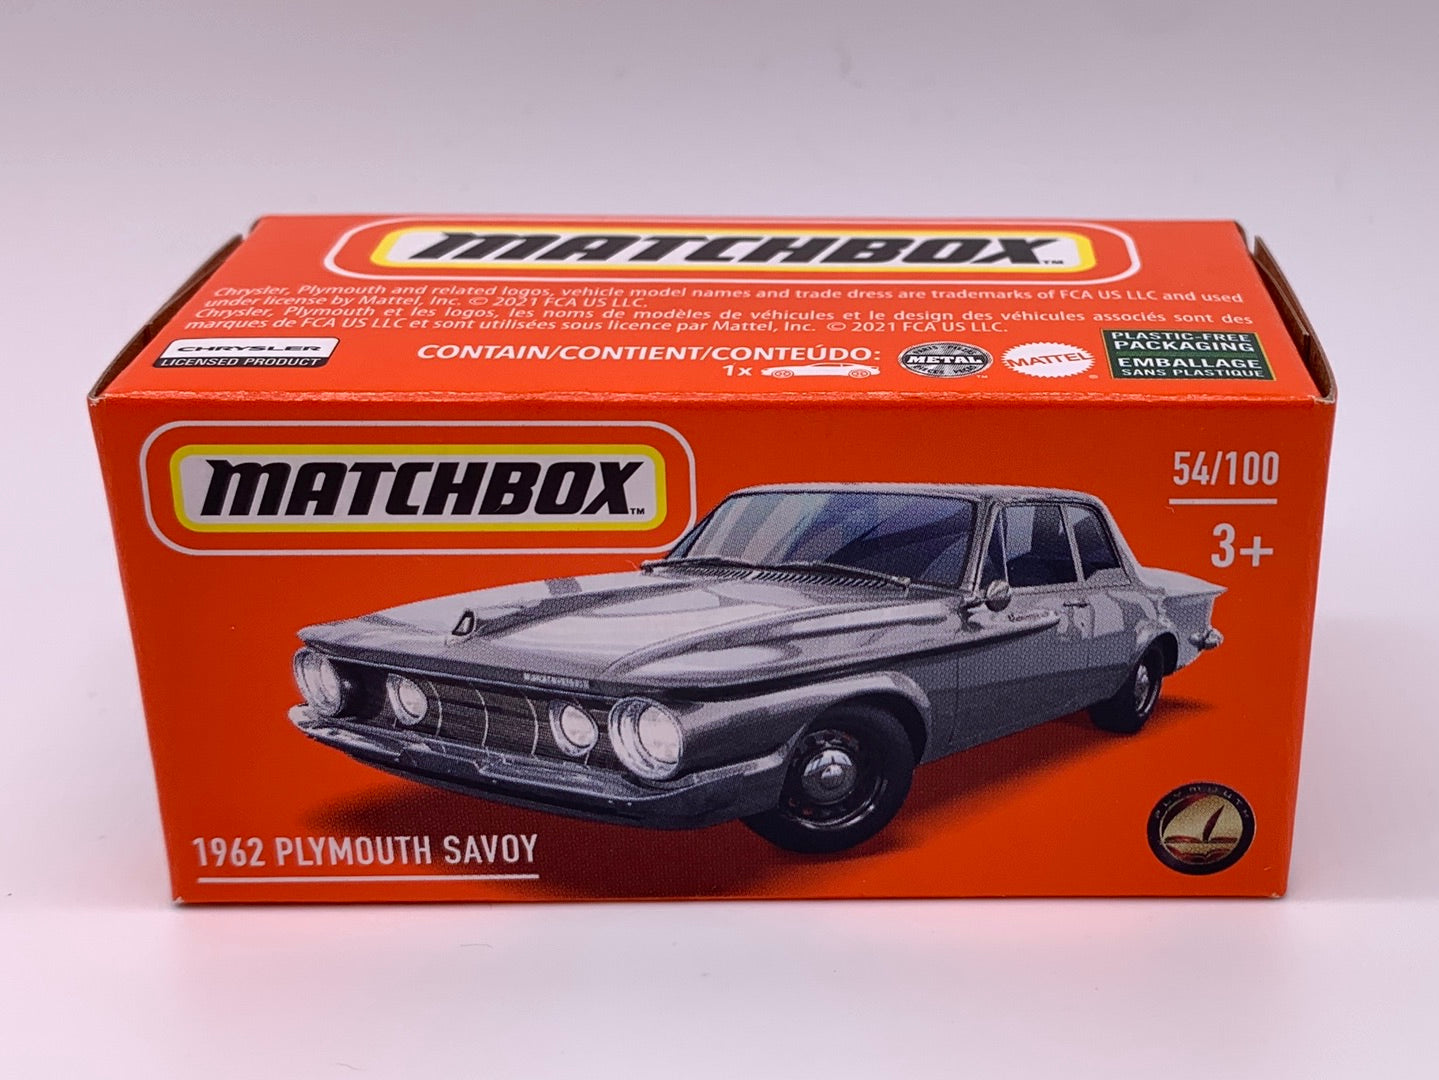 MATCHBOX™
Chrysler, Plymouth and related logos, vehicle model names and trade dress are trademarks of FCA US LLC and used
under license by Mattel, Inc. © 2021 FCA US LLC.
Chrysler, Plymouth et les logos, les noms de modèles de véhicules et le design des véhicules associés sont des
marques de FCA US LLC et sont utilisées sous licence par Mattel, Inc. © 2021 FCA US LLC.
CHRYSLER
LICENSED PRODUCT
CONTAIN/CONTIENT/CONTEÚDO:
1x
METAL
™
MATTEL
®
PLASTIC-FREE
PACKAGING
EMBALLAGE
SANS PLASTIQUE
MATCHBOX™
54/100
3+
1962 PLYMOUTH SAVOY
PLYMOUTH